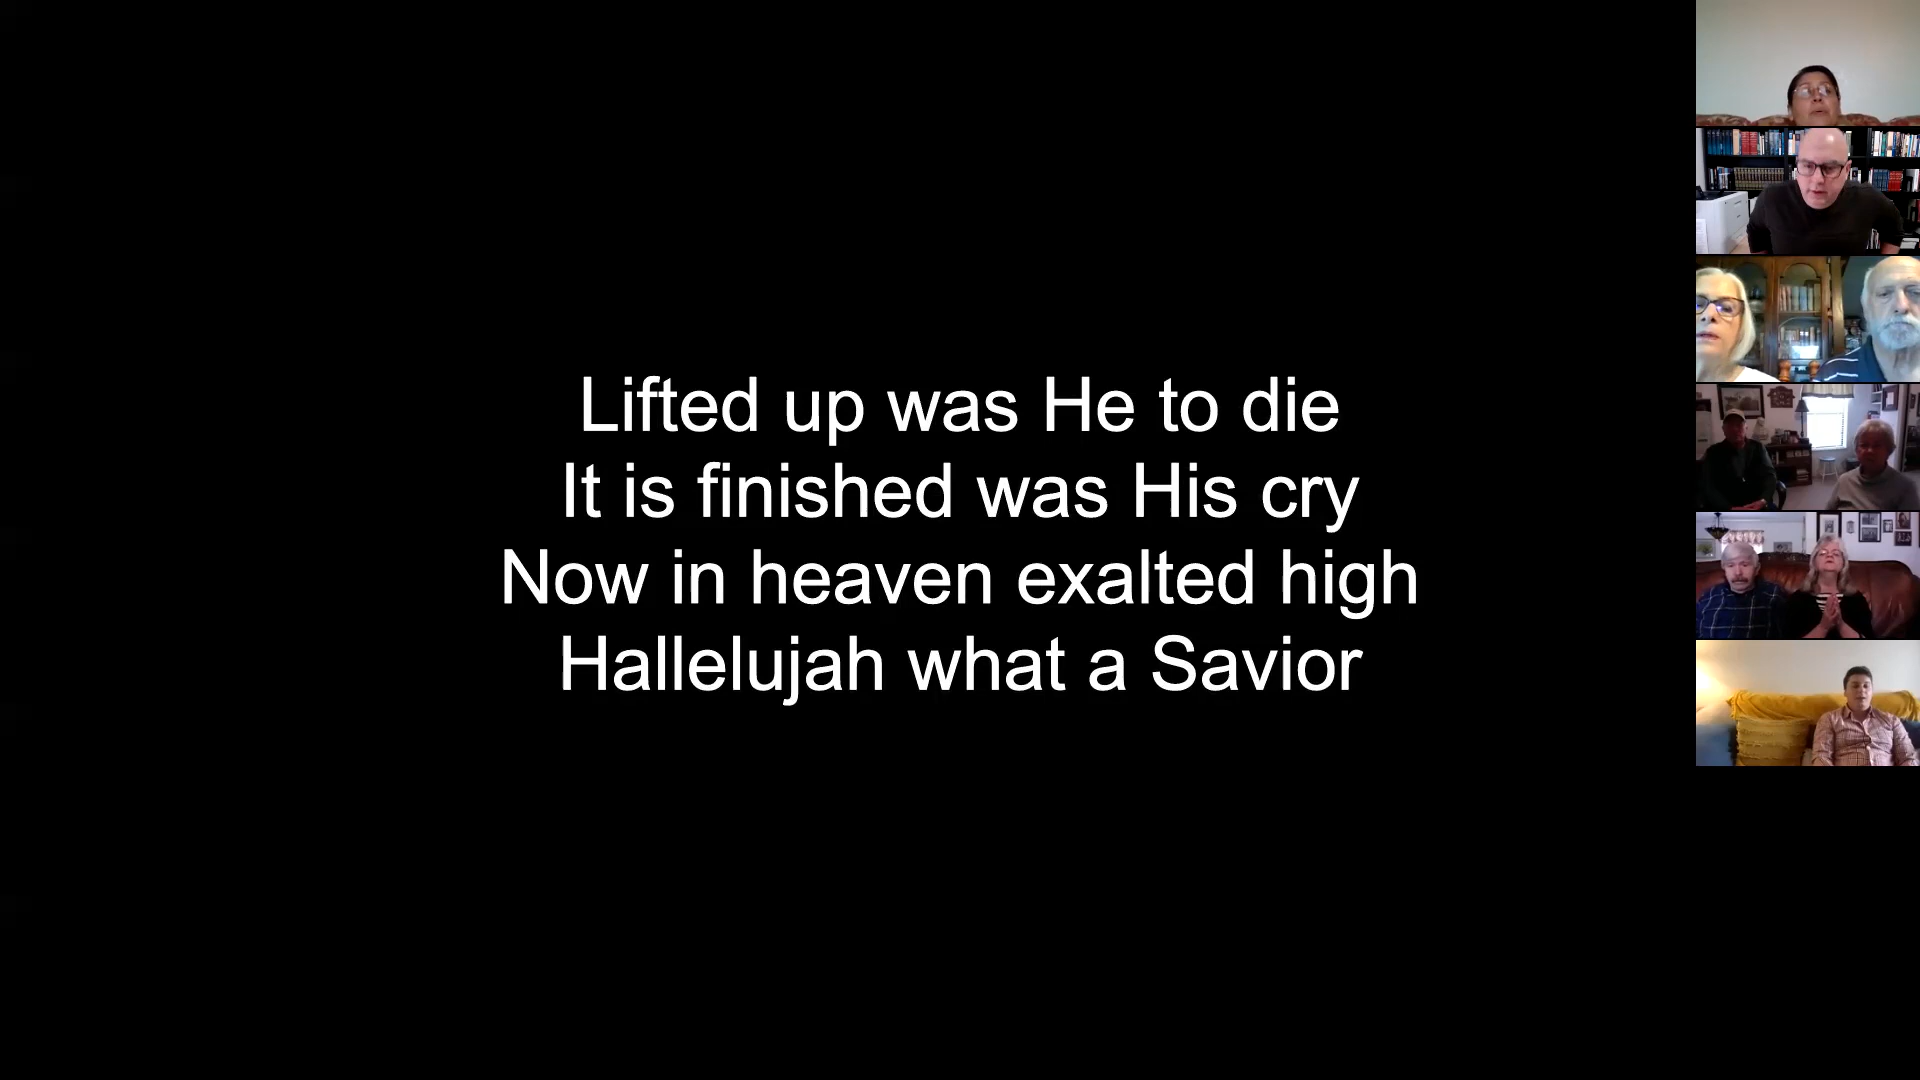 Lifted up was He to die
It is finished was His cry
Now in heaven exalted high
Hallelujah what a Savior